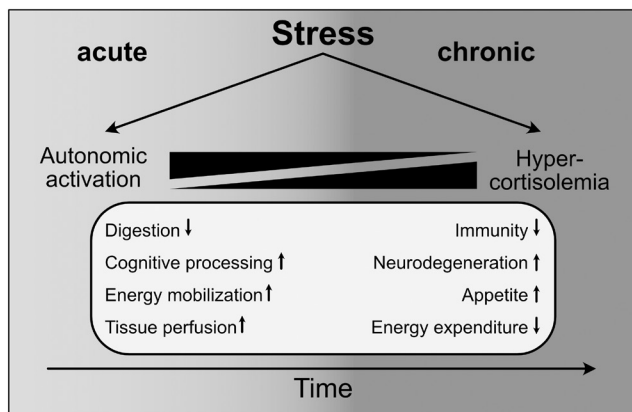 Stress
acute
chronic
Autonomic
activation
Hyper-
cortisolemia
Digestion ↓
Cognitive processing ↑
Energy mobilization ↑
Tissue perfusion ↑
Immunity ↓
Neurodegeneration ↑
Appetite ↑
Energy expenditure ↓
Time